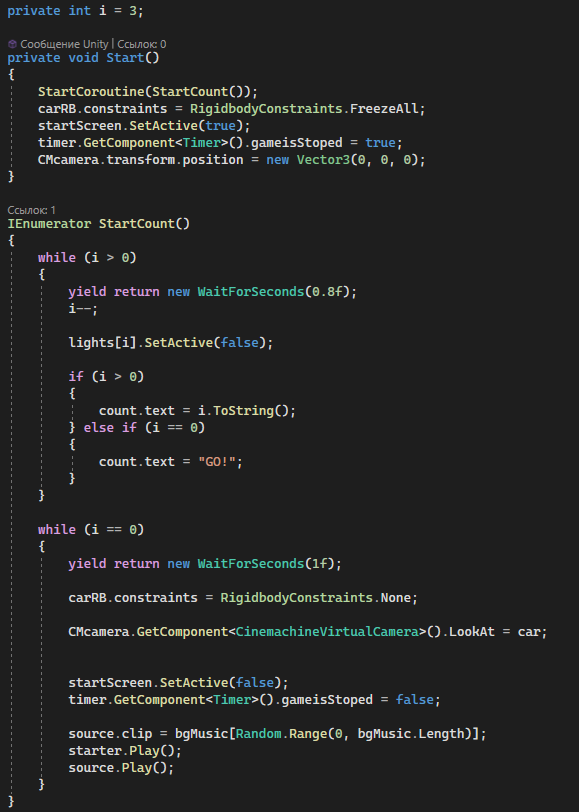 private int i = 3;
Сообщение Unity | Ссылок: 0
private void Start()
{
StartCoroutine(StartCount());
carRB.constraints = RigidbodyConstraints.FreezeAll;
startScreen.SetActive(true);
timer.GetComponent<Timer>().gameisStoped = true;
CMcamera.transform.position = new Vector3(0, 0, 0);
}
Ссылок: 1
IEnumerator StartCount()
{
while (i > 0)
{
yield return new WaitForSeconds(0.8f);
i--;
lights[i].SetActive(false);
if (i > 0)
{
count.text = i.ToString();
} else if (i == 0)
{
count.text = "GO!";
}
}
while (i == 0)
{
yield return new WaitForSeconds(1f);
carRB.constraints = RigidbodyConstraints.None;
CMcamera.GetComponent<CinemachineVirtualCamera>().LookAt = car;
startScreen.SetActive(false);
timer.GetComponent<Timer>().gameisStoped = false;
source.clip = bgMusic[Random.Range(0, bgMusic.Length)];
starter.Play();
source.Play();
}
}